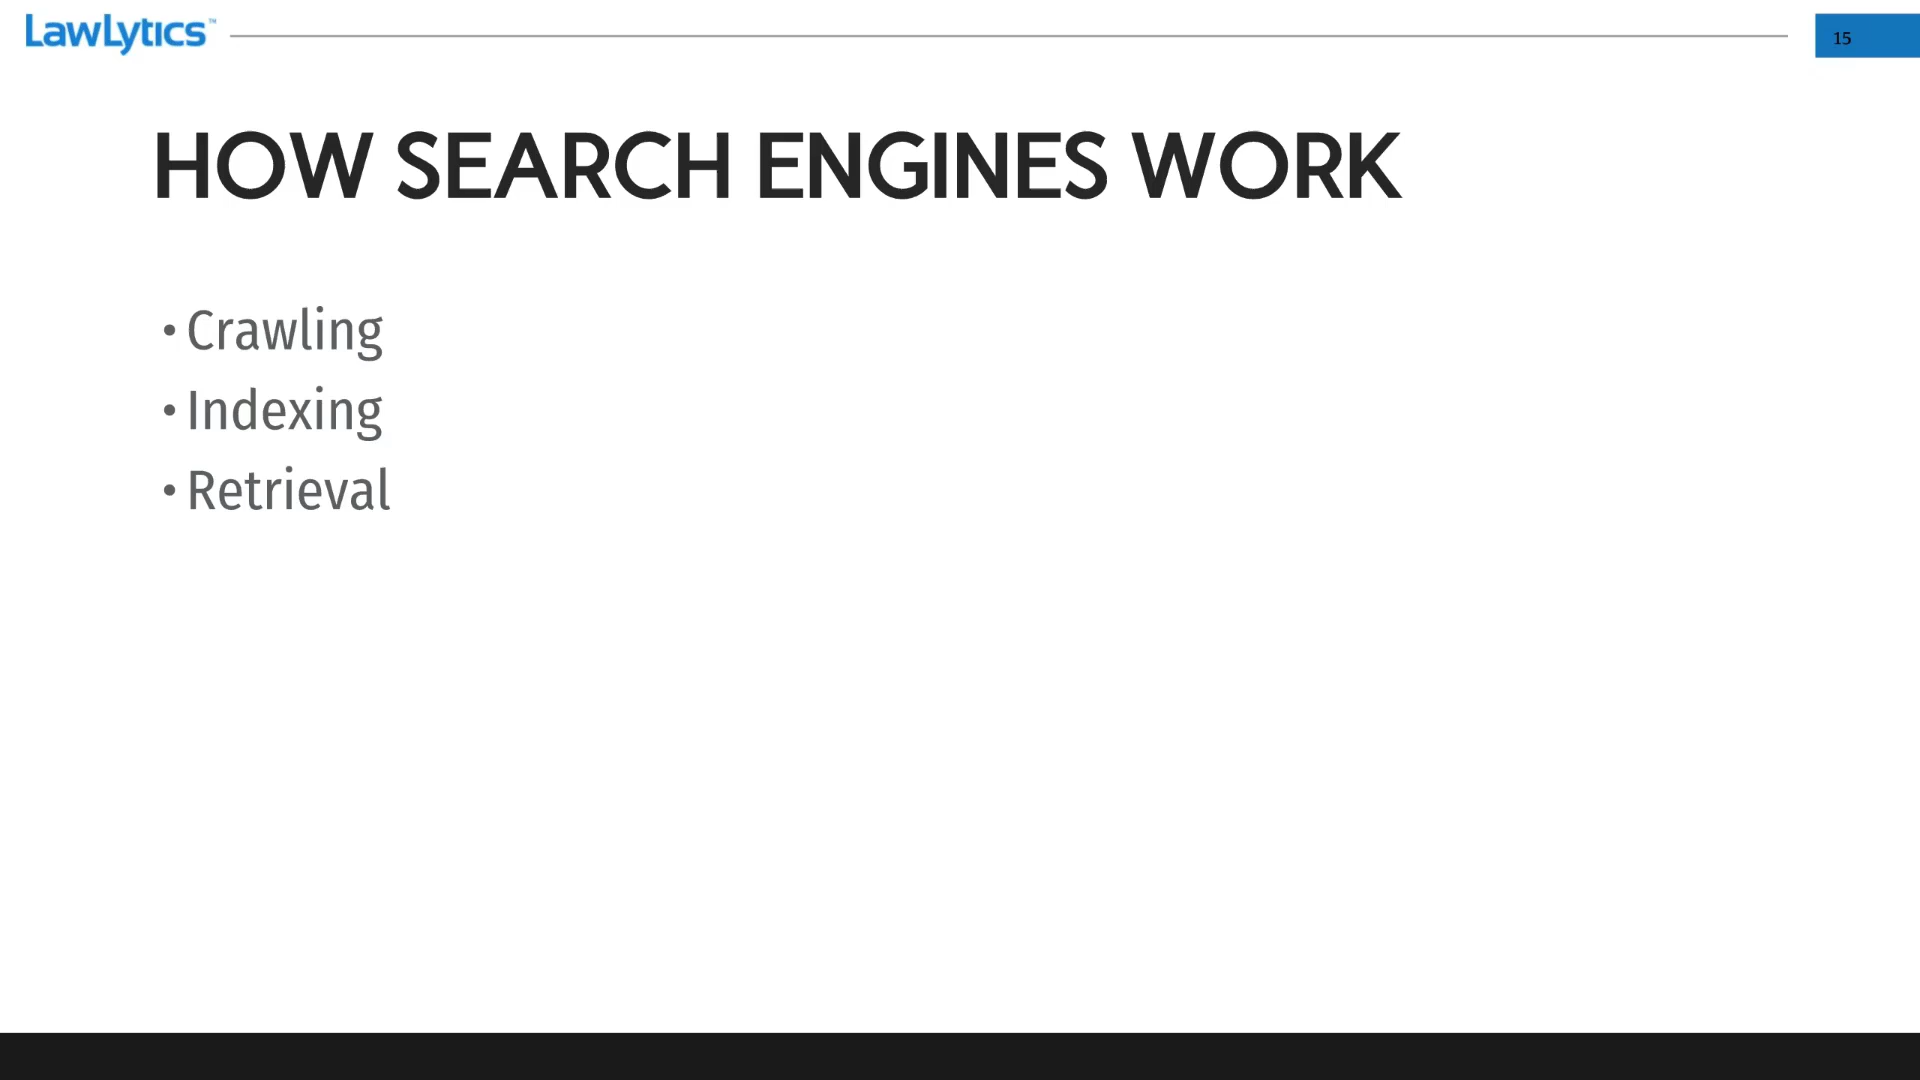 LawLytics™
15
HOW SEARCH ENGINES WORK
• Crawling
• Indexing
• Retrieval